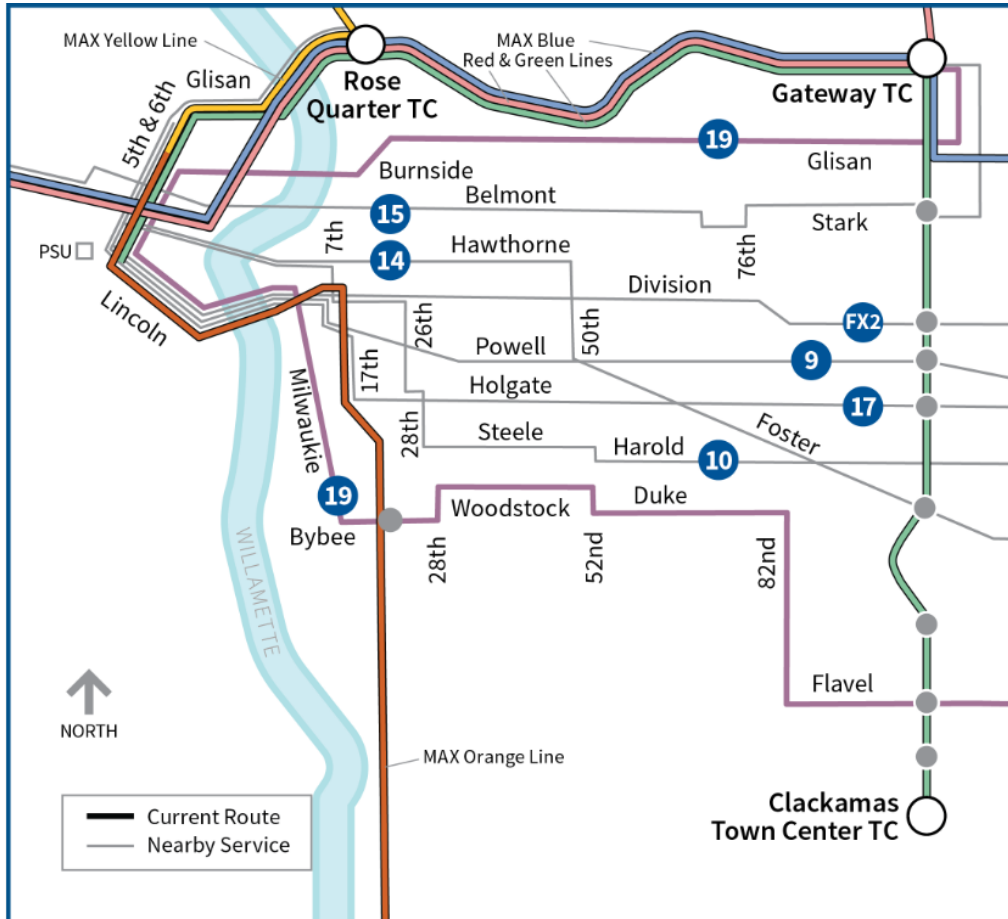 MAX Yellow Line
Glisan
5th & 6th
Rose
Quarter TC
MAX Blue
Red & Green Lines
Gateway TC
19
Glisan
Burnside
Belmont
15
Stark
PSU
7th
14
Hawthorne
76th
Division
FX2
Lincoln
26th
50th
Powell
9
17th
Holgate
17
Milwaukie
28th
Steele
Foster
Harold
10
19
Bybee
Woodstock
Duke
28th
52nd
82nd
WILLAMETTE
Flavel
NORTH
MAX Orange Line
Current Route
Nearby Service
Clackamas
Town Center TC